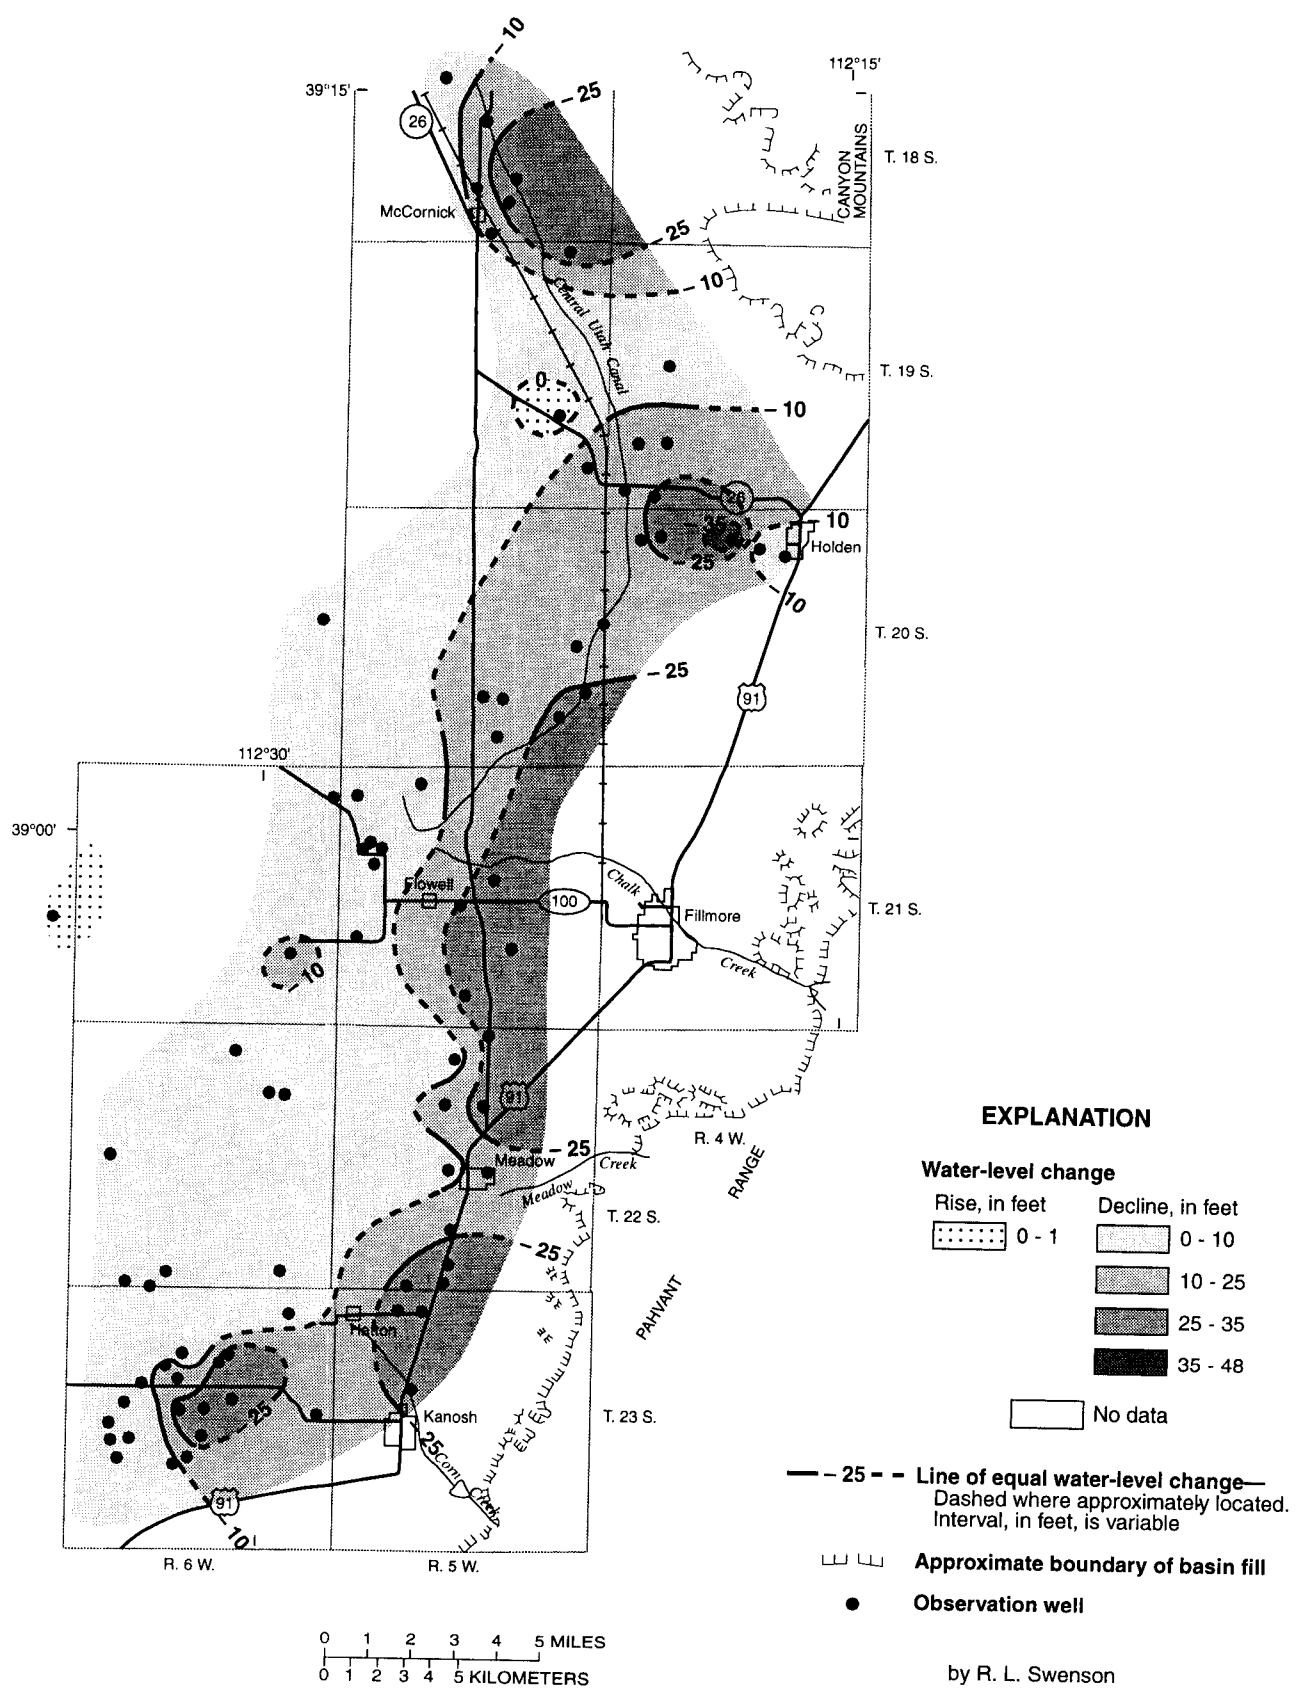 10
112°15'
39°15'
25
26
CANYON
MOUNTAINS
T. 18 S.
McCornick
25
10
Central Utah Canal
T. 19 S.
0
10
26
35
10
Holden
25
10
T. 20 S.
25
91
112°30'
39°00'
Flowell
Chalk
100
Fillmore
T. 21 S.
Creek
10
91
EXPLANATION
R. 4 W.
25
Meadow
Creek
RANGE
Water-level change
Meadow
Rise, in feet
Decline, in feet
T. 22 S.
0 - 1
0 - 10
25
10 - 25
PAHVANT
25 - 35
Hatton
35 - 48
25
Kanosh
T. 23 S.
No data
25
Corn
Creek
- 25 - - Line of equal water-level change—
Dashed where approximately located.
Interval, in feet, is variable
91
10
R. 6 W.
R. 5 W.
Approximate boundary of basin fill
Observation well
0 1 2 3 4 5 MILES
0 1 2 3 4 5 KILOMETERS
by R. L. Swenson